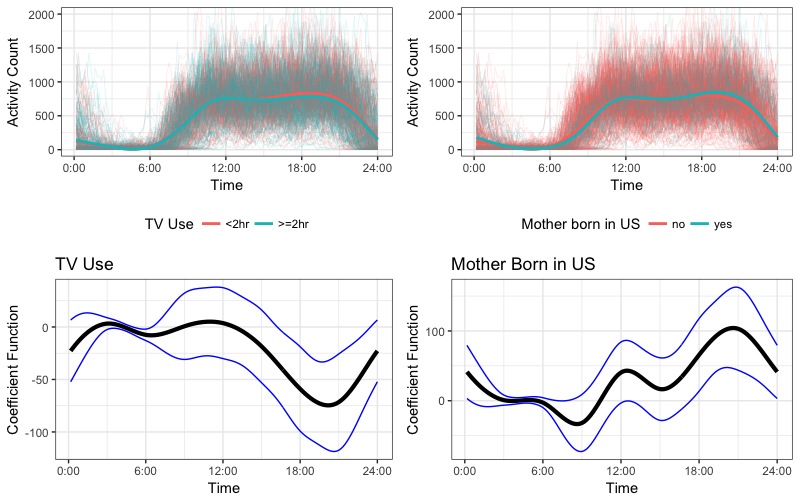 2000
1500
1000
500
0
Activity Count
0:00 6:00 12:00 18:00 24:00
Time
TV Use <2hr >=2hr
2000
1500
1000
500
0
Activity Count
0:00 6:00 12:00 18:00 24:00
Time
Mother born in US no yes
TV Use
0
-50
-100
Coefficient Function
0:00 6:00 12:00 18:00 24:00
Time
Mother Born in US
100
0
Coefficient Function
0:00 6:00 12:00 18:00 24:00
Time